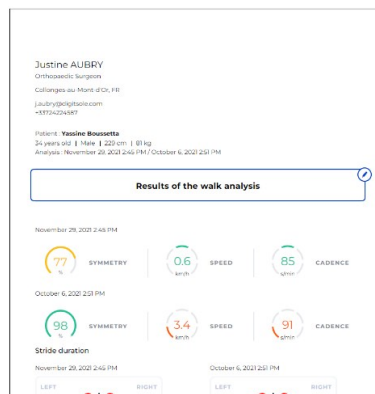 Justine AUBRY
Orthopaedic Surgeon
Collonges-au-Mont-d'Or, FR
j.aubry@digitsole.com
+33724224587
Patient : Yassine Boussetta
34 years old | Male | 229 cm | 81 kg
Analysis : November 29, 2021 2:45 PM / October 6, 2021 2:51 PM
Results of the walk analysis
November 29, 2021 2:45 PM
77 % SYMMETRY 0.6 km/h SPEED 85 s/min CADENCE
October 6, 2021 2:51 PM
98 % SYMMETRY 3.4 km/h SPEED 91 s/min CADENCE
Stride duration
November 29, 2021 2:45 PM October 6, 2021 2:51 PM
LEFT RIGHT LEFT RIGHT